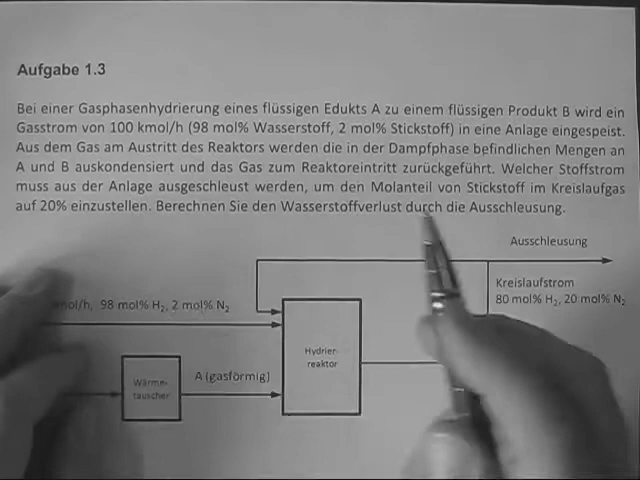 Aufgabe 1.3
Bei einer Gasphasenhydrierung eines flüssigen Edukts A zu einem flüssigen Produkt B wird ein
Gasstrom von 100 kmol/h (98 mol% Wasserstoff, 2 mol% Stickstoff) in eine Anlage eingespeist.
Aus dem Gas am Austritt des Reaktors werden die in der Dampfphase befindlichen Mengen an
A und B auskondensiert und das Gas zum Reaktoreintritt zurückgeführt. Welcher Stoffstrom
muss aus der Anlage ausgeschleust werden, um den Molanteil von Stickstoff im Kreislaufgas
auf 20% einzustellen. Berechnen Sie den Wasserstoffverlust durch die Ausschleusung.
Ausschleusung
Kreislaufstrom
80 mol% H₂, 20 mol% N₂
98 mol% H₂, 2 mol% N₂
Hydrier-
reaktor
A (gasförmig)
Wärme-
tauscher